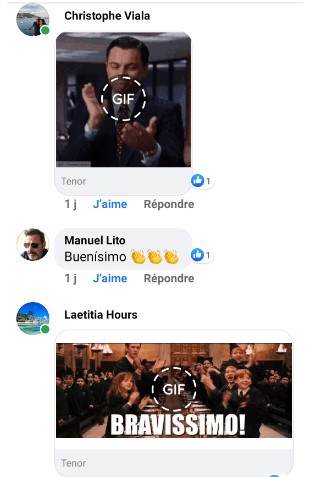 Christophe Viala
GIF
Tenor
1
1 j J'aime Répondre
Manuel Lito
Buenísimo 👏👏👏
1
1 j J'aime Répondre
Laetitia Hours
GIF
BRAVISSIMO!
Tenor